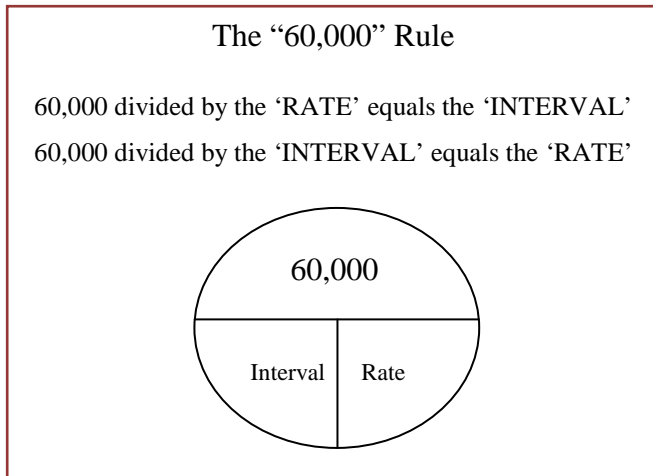 The “60,000” Rule
60,000 divided by the ‘RATE’ equals the ‘INTERVAL’
60,000 divided by the ‘INTERVAL’ equals the ‘RATE’
60,000
Interval Rate